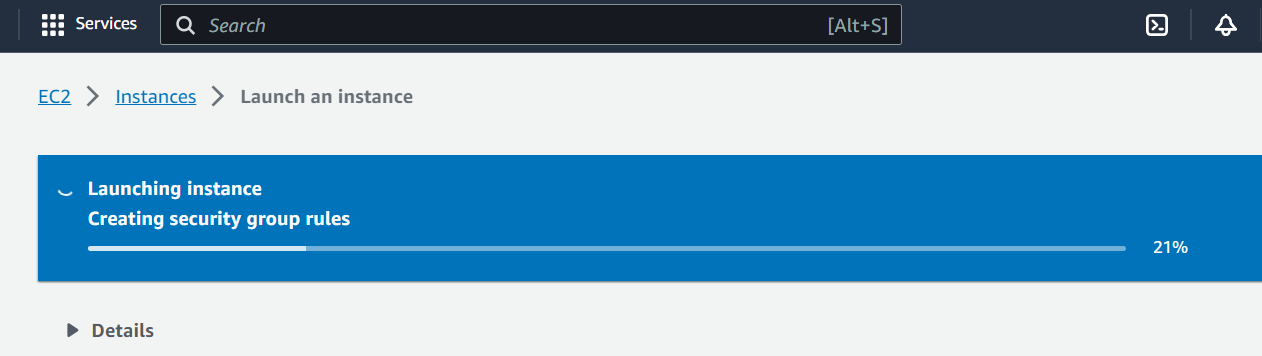 Services Search [Alt+S]
EC2 Instances Launch an instance
Launching instance
Creating security group rules
21%
Details